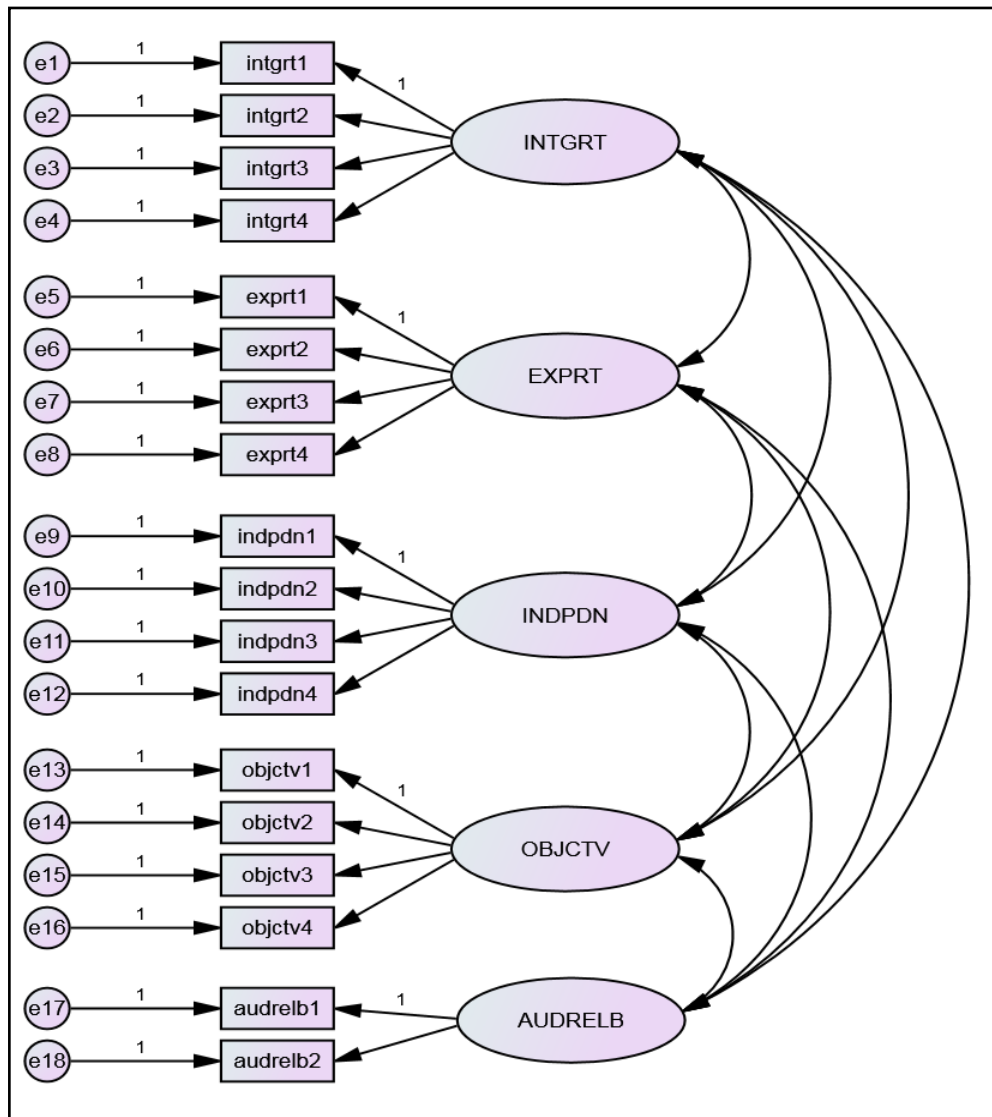 e1 1 intgrt1 1
e2 1 intgrt2
INTGRT
e3 1 intgrt3
e4 1 intgrt4
e5 1 exprt1 1
e6 1 exprt2
EXPRT
e7 1 exprt3
e8 1 exprt4
e9 1 indpdn1 1
e10 1 indpdn2
INDPDN
e11 1 indpdn3
e12 1 indpdn4
e13 1 objctv1 1
e14 1 objctv2
OBJCTV
e15 1 objctv3
e16 1 objctv4
e17 1 audrelb1 1
AUDRELB
e18 1 audrelb2